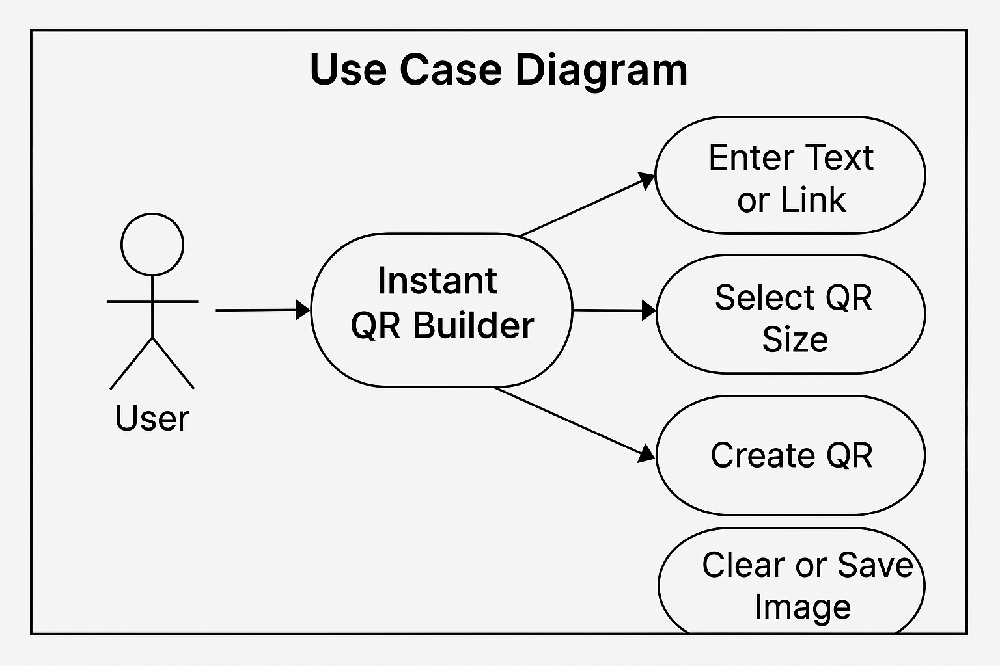 Use Case Diagram
Enter Text
or Link
Instant
QR Builder
Select QR
Size
User
Create QR
Clear or Save
Image